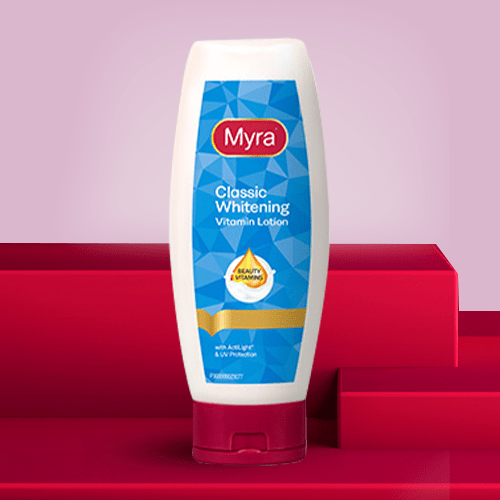 Myra
Classic
Whitening
Vitamin Lotion
BEAUTY
VITAMINS
with ActiLight*
& UV Protection